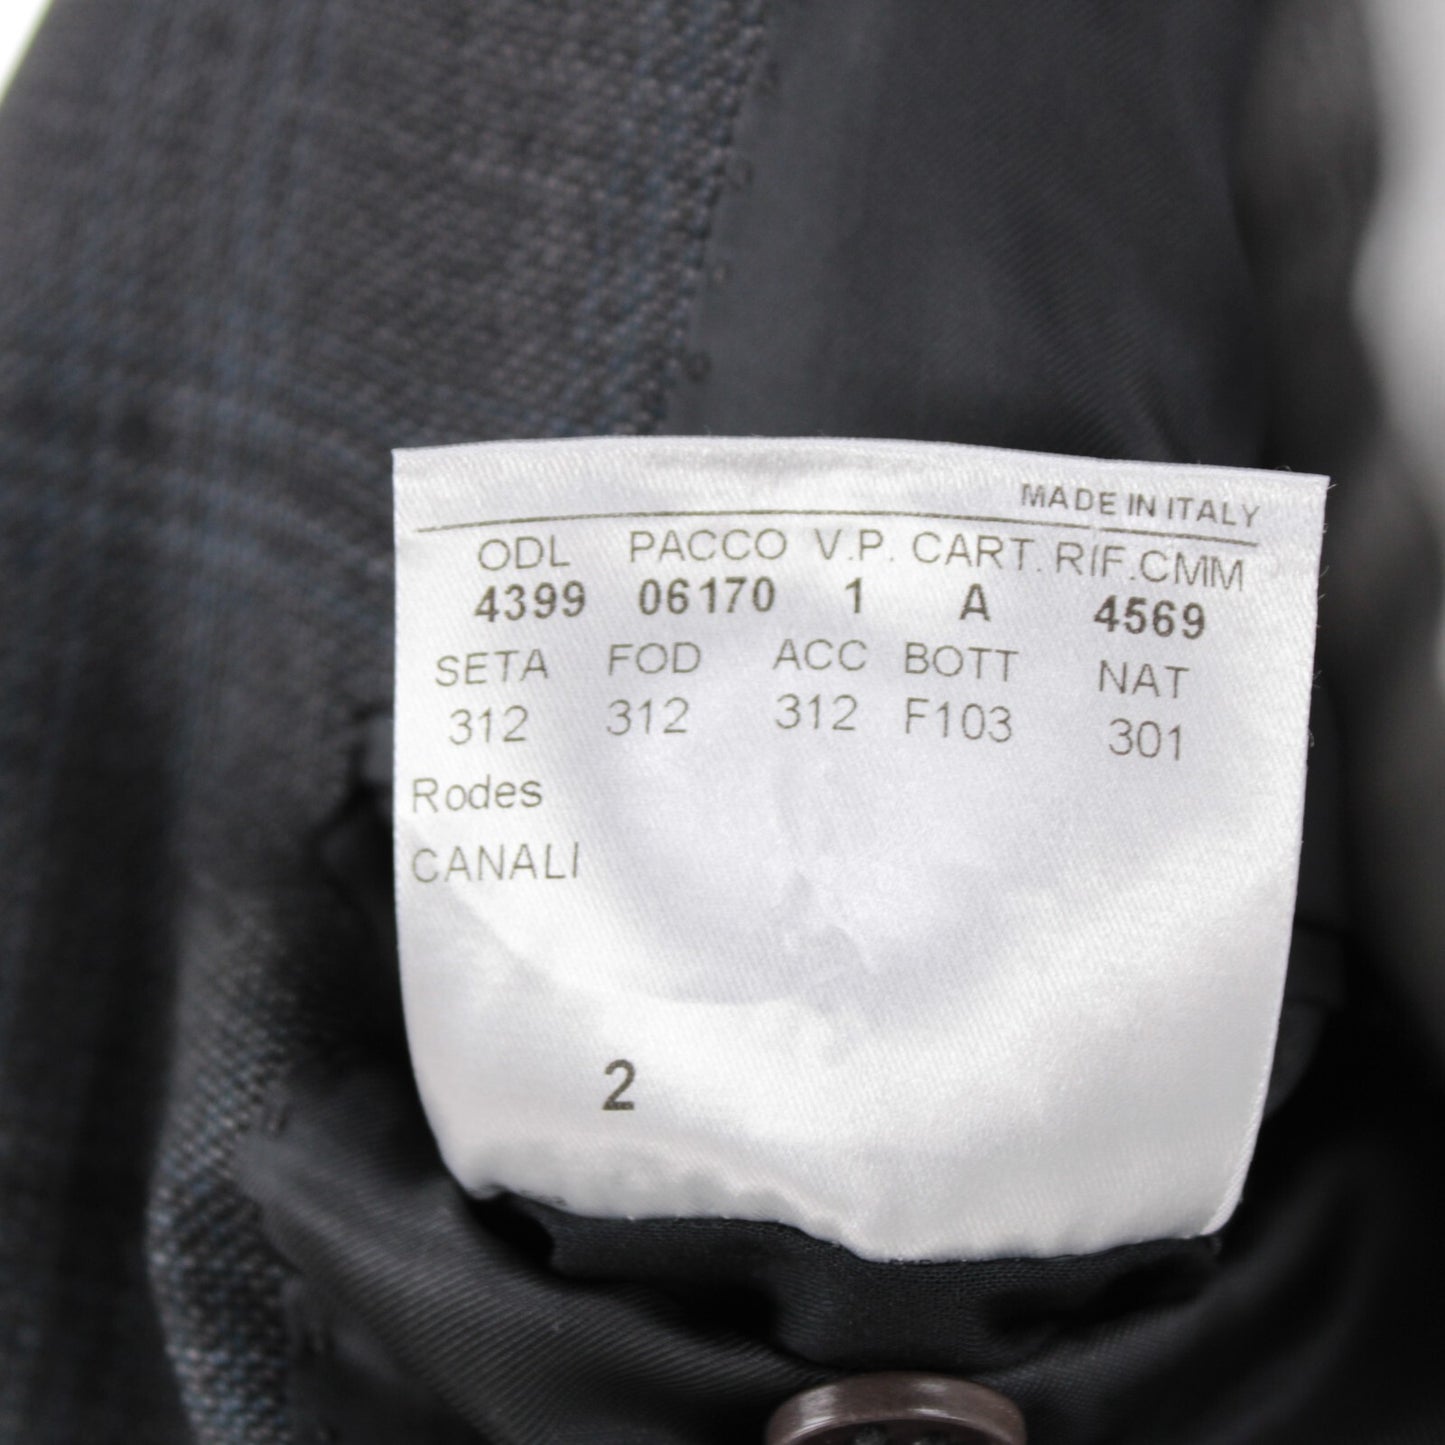 MADE IN ITALY
ODL PACCO V.P. CART. RIF.CMM
4399 06170 1 A 4569
SETA FOD ACC BOTT NAT
312 312 312 F103 301
Rodes
CANALI
2